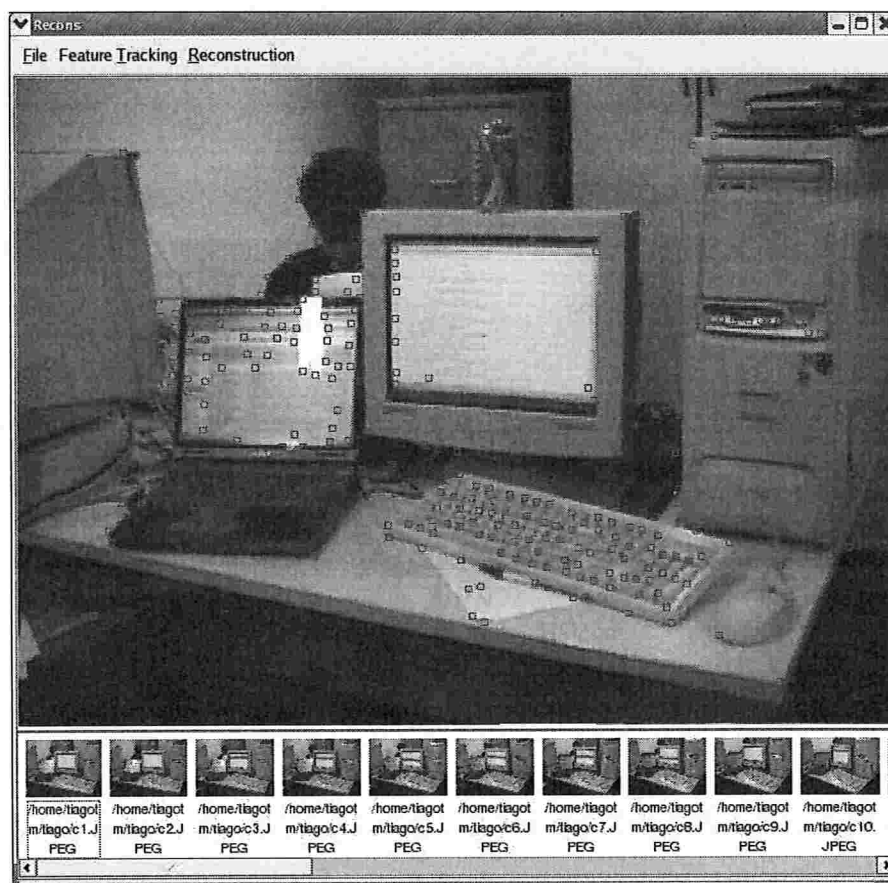 Recons
File Feature Tracking Reconstruction
/home/tiagot /home/tiagot /home/tiagot /home/tiagot /home/tiagot /home/tiagot /home/tiagot /home/tiagot /home/tiagot /home/tiagot
m/tiago/c1.J m/tiago/c2.J m/tiago/c3.J m/tiago/c4.J m/tiago/c5.J m/tiago/c6.J m/tiago/c7.J m/tiago/c8.J m/tiago/c9.J m/tiago/c10.
PEG PEG PEG PEG PEG PEG PEG PEG PEG JPEG